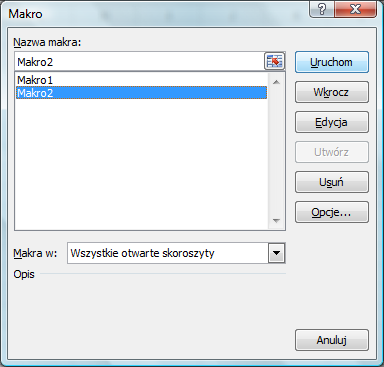 Makro
Nazwa makra:
Makro2
Makro1
Makro2
Uruchom
Wkrocz
Edycja
Utwórz
Usuń
Opcje...
Makra w:
Wszystkie otwarte skoroszyty
Opis
Anuluj